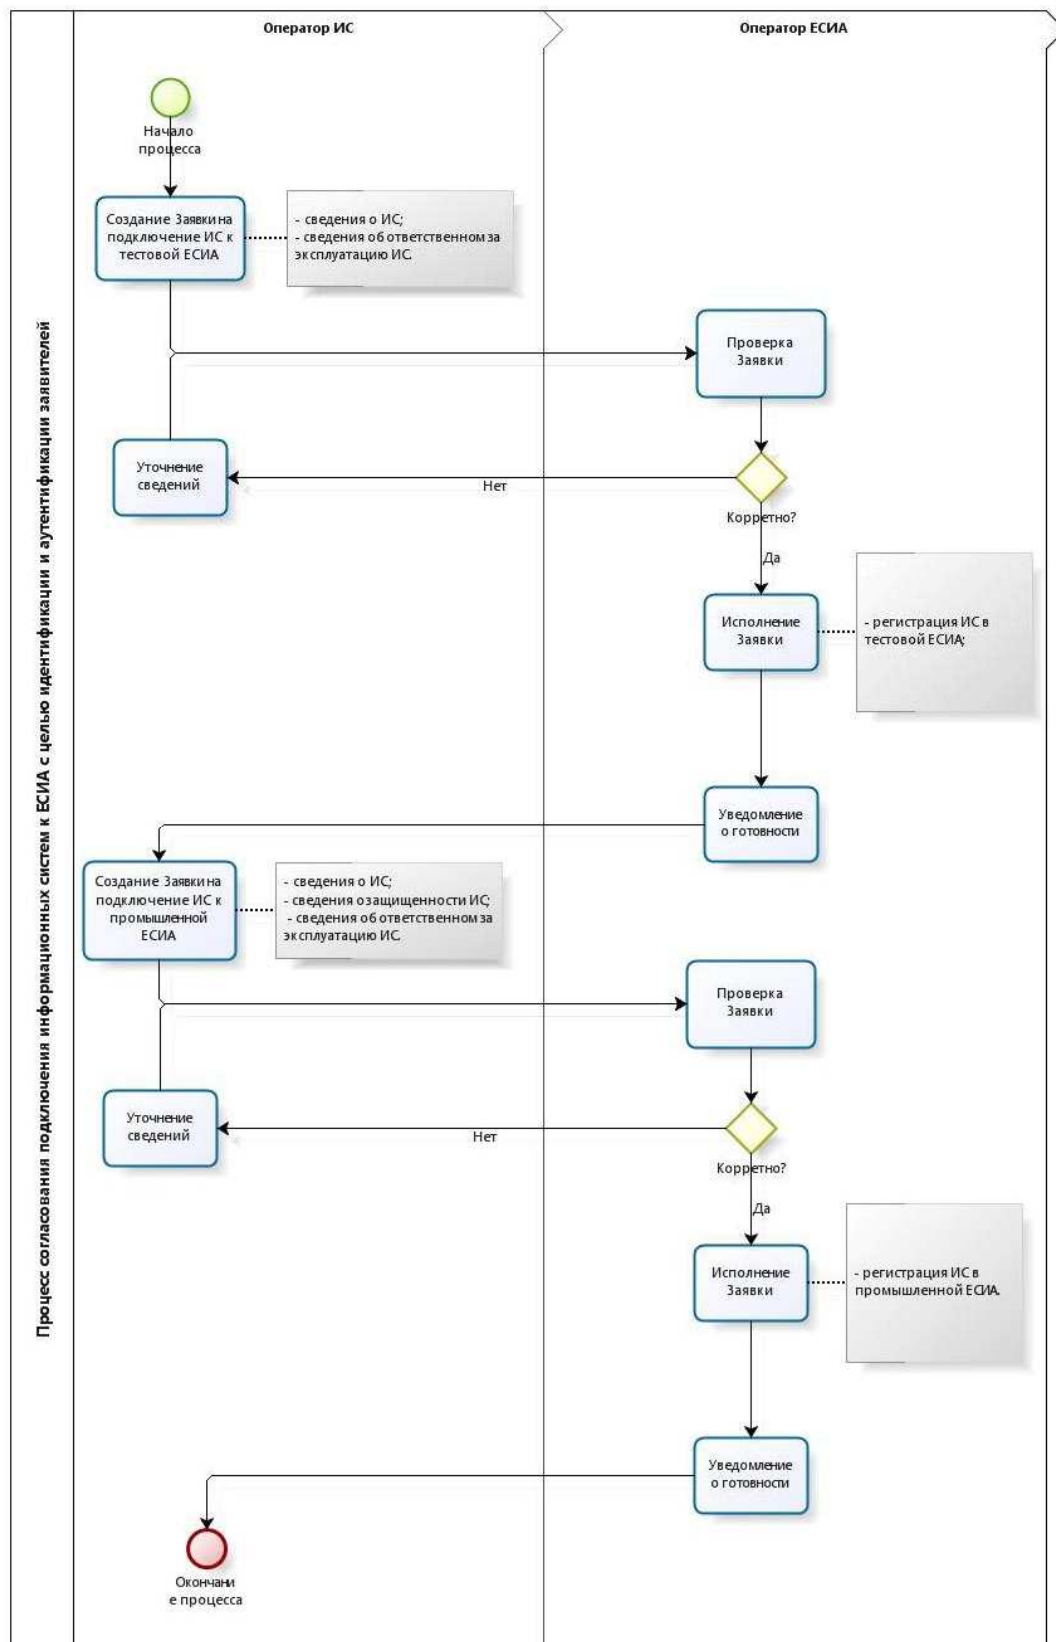 Оператор ИС
Оператор ЕСИА
Процесс согласования подключения информационных систем к ЕСИА с целью идентификации и аутентификации заявителей
Начало
процесса
Создание Заявки на
подключение ИС к
тестовой ЕСИА
- сведения о ИС;
- сведения об ответственном за
эксплуатацию ИС.
Проверка
Заявки
Уточнение
сведений
Нет
Корретно?
Да
Исполнение
Заявки
- регистрация ИС в
тестовой ЕСИА;
Уведомление
о готовности
Создание Заявки на
подключение ИС к
промышленной
ЕСИА
- сведения о ИС;
- сведения о защищенности ИС;
- сведения об ответственном за
эксплуатацию ИС.
Проверка
Заявки
Уточнение
сведений
Нет
Корретно?
Да
Исполнение
Заявки
- регистрация ИС в
промышленной ЕСИА.
Уведомление
о готовности
Окончани
е процесса